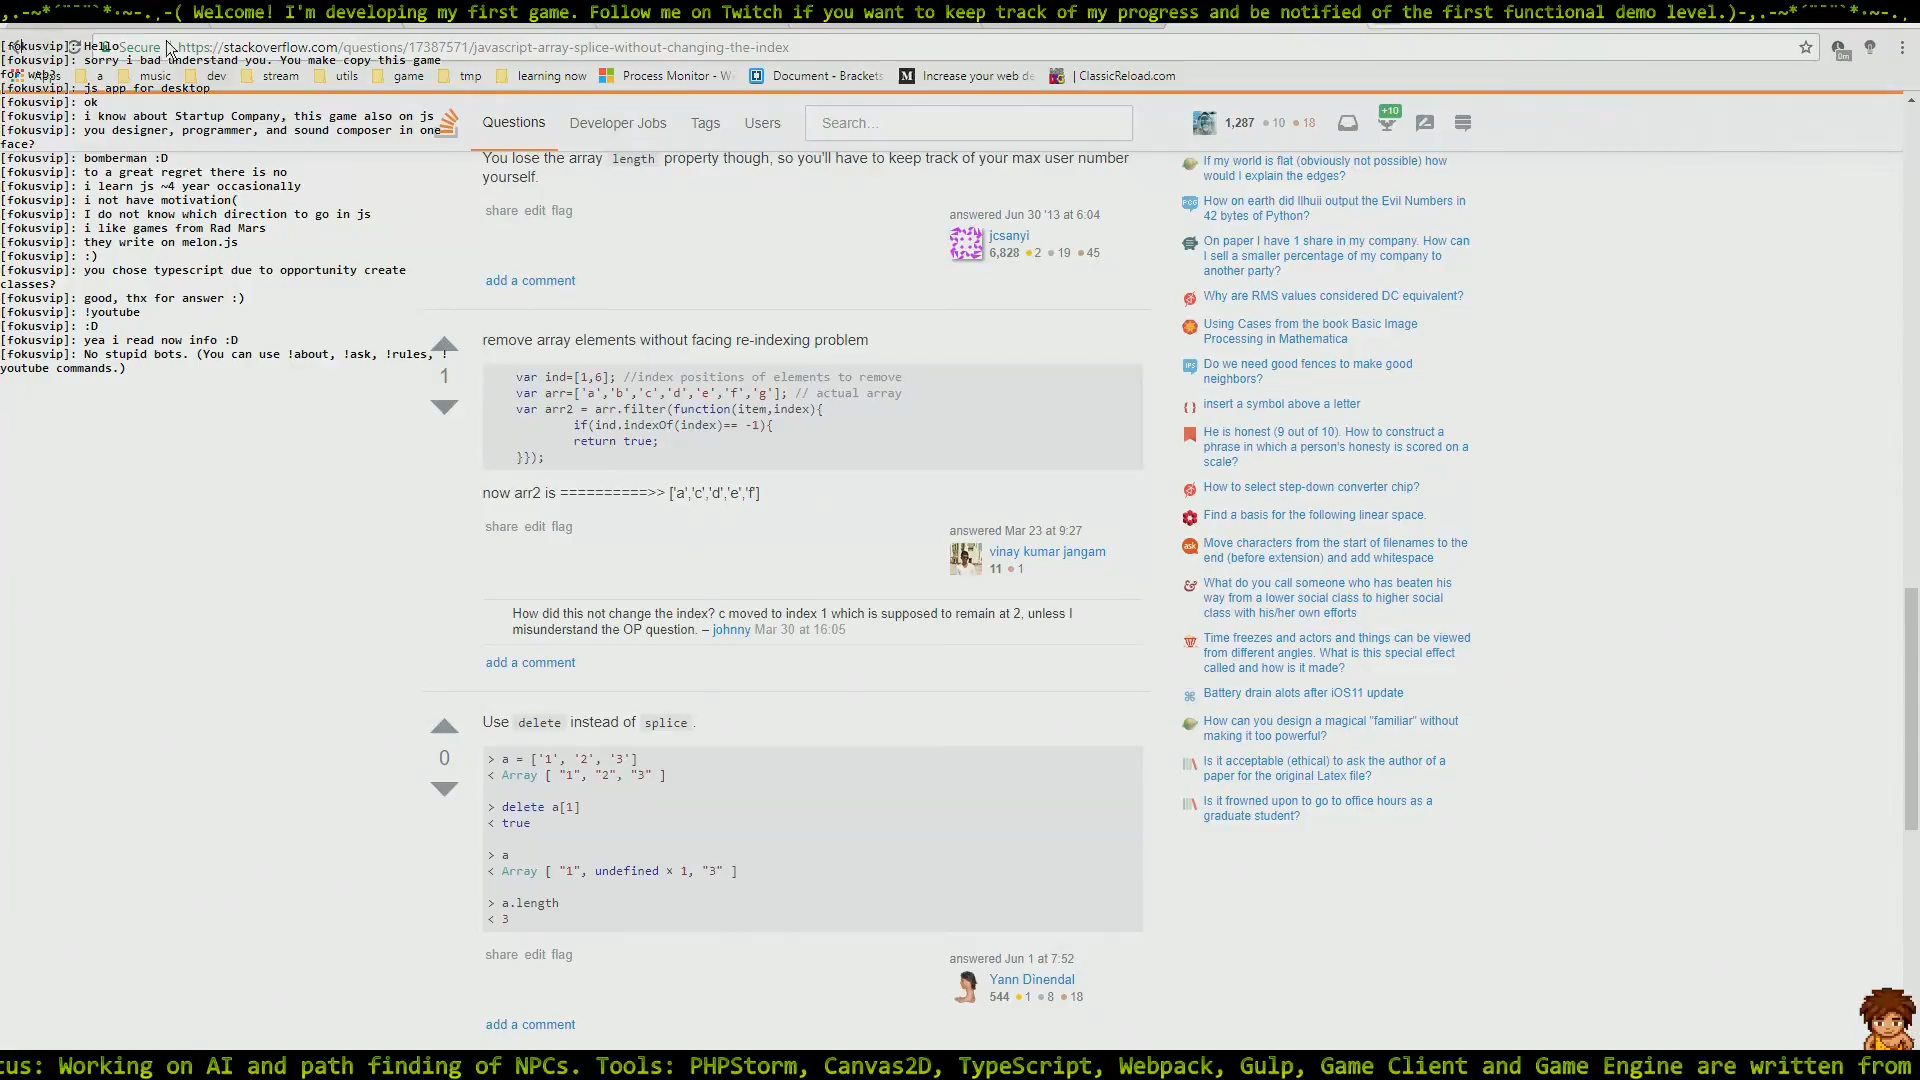 ,.-~*´¨¯¨`*·~-.¸-( Welcome! I'm developing my first game. Follow me on Twitch if you want to keep track of my progress and be notified of the first functional demo level.)-,.-~*´¨¯¨`*·~-.¸
Secure https://stackoverflow.com/questions/17387571/javascript-array-splice-without-changing-the-index
Apps a music dev stream utils game tmp learning now Process Monitor - W Document - Brackets Increase your web de ClassicReload.com
[fokusvip]: Hello
[fokusvip]: sorry i bad understand you. You make copy this game
for web?
[fokusvip]: js app for desktop
[fokusvip]: ok
[fokusvip]: i know about Startup Company, this game also on js
[fokusvip]: you designer, programmer, and sound composer in one
face?
[fokusvip]: bomberman :D
[fokusvip]: to a great regret there is no
[fokusvip]: i learn js ~4 year occasionally
[fokusvip]: i not have motivation(
[fokusvip]: I do not know which direction to go in js
[fokusvip]: i like games from Rad Mars
[fokusvip]: they write on melon.js
[fokusvip]: :)
[fokusvip]: you chose typescript due to opportunity create
classes?
[fokusvip]: good, thx for answer :)
[fokusvip]: !youtube
[fokusvip]: :D
[fokusvip]: yea i read now info :D
[fokusvip]: No stupid bots. (You can use !about, !ask, !rules, !
youtube commands.)
Questions Developer Jobs Tags Users Search... 1,287 10 18 +10
You lose the array length property though, so you'll have to keep track of your max user number
yourself.
share edit flag
answered Jun 30 '13 at 6:04
jcsanyi
6,828 2 19 45
add a comment
remove array elements without facing re-indexing problem
1
var ind=[1,6]; //index positions of elements to remove
var arr=['a','b','c','d','e','f','g']; // actual array
var arr2 = arr.filter(function(item,index){
if(ind.indexOf(index)== -1){
return true;
}});
now arr2 is ==========>> ['a','c','d','e','f']
share edit flag
answered Mar 23 at 9:27
vinay kumar jangam
11 1
How did this not change the index? c moved to index 1 which is supposed to remain at 2, unless I
misunderstand the OP question. – johnny Mar 30 at 16:05
add a comment
Use delete instead of splice.
0
> a = ['1', '2', '3']
< Array [ "1", "2", "3" ]
> delete a[1]
< true
> a
< Array [ "1", undefined × 1, "3" ]
> a.length
< 3
share edit flag
answered Jun 1 at 7:52
Yann Dinendal
544 1 8 18
add a comment
If my world is flat (obviously not possible) how
would I explain the edges?
How on earth did Ilhuii output the Evil Numbers in
42 bytes of Python?
On paper I have 1 share in my company. How can
I sell a smaller percentage of my company to
another party?
Why are RMS values considered DC equivalent?
Using Cases from the book Basic Image
Processing in Mathematica
Do we need good fences to make good
neighbors?
insert a symbol above a letter
He is honest (9 out of 10). How to construct a
phrase in which a person's honesty is scored on a
scale?
How to select step-down converter chip?
Find a basis for the following linear space.
Move characters from the start of filenames to the
end (before extension) and add whitespace
What do you call someone who has beaten his
way from a lower social class to higher social
class with his/her own efforts
Time freezes and actors and things can be viewed
from different angles. What is this special effect
called and how is it made?
Battery drain alots after iOS11 update
How can you design a magical "familiar" without
making it too powerful?
Is it acceptable (ethical) to ask the author of a
paper for the original Latex file?
Is it frowned upon to go to office hours as a
graduate student?
cus: Working on AI and path finding of NPCs. Tools: PHPStorm, Canvas2D, TypeScript, Webpack, Gulp, Game Client and Game Engine are written from